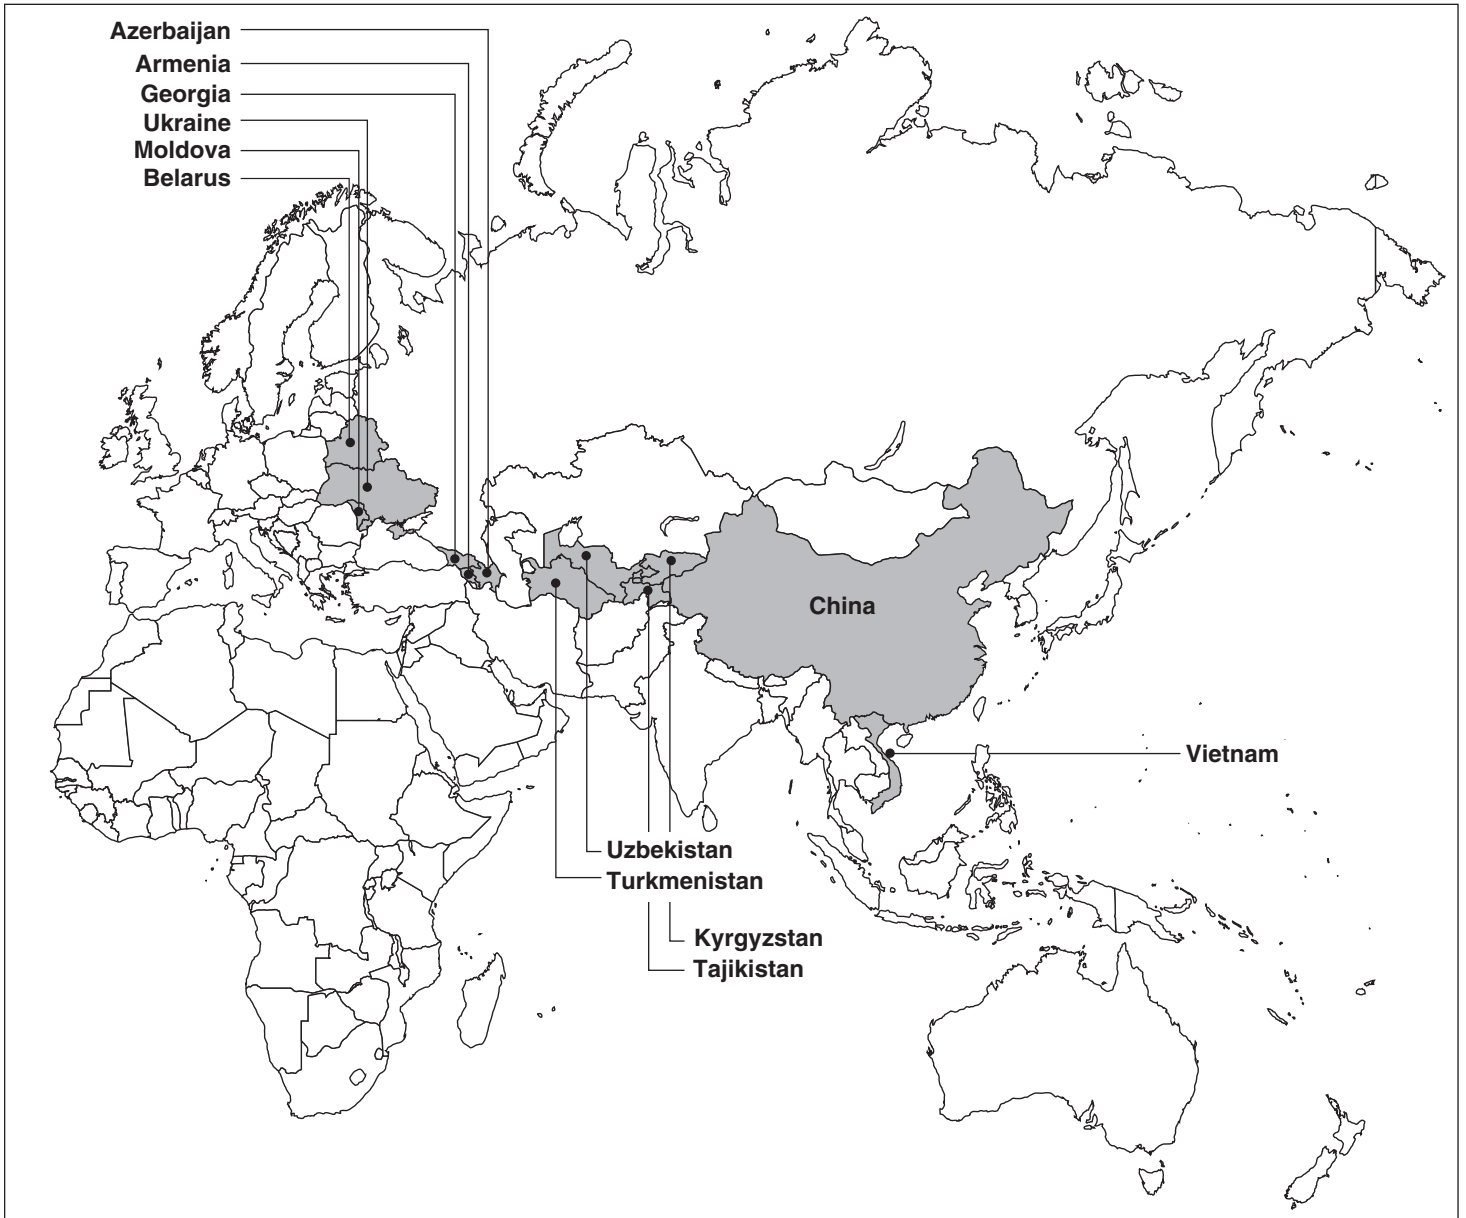 Azerbaijan
Armenia
Georgia
Ukraine
Moldova
Belarus
China
Vietnam
Uzbekistan
Turkmenistan
Kyrgyzstan
Tajikistan